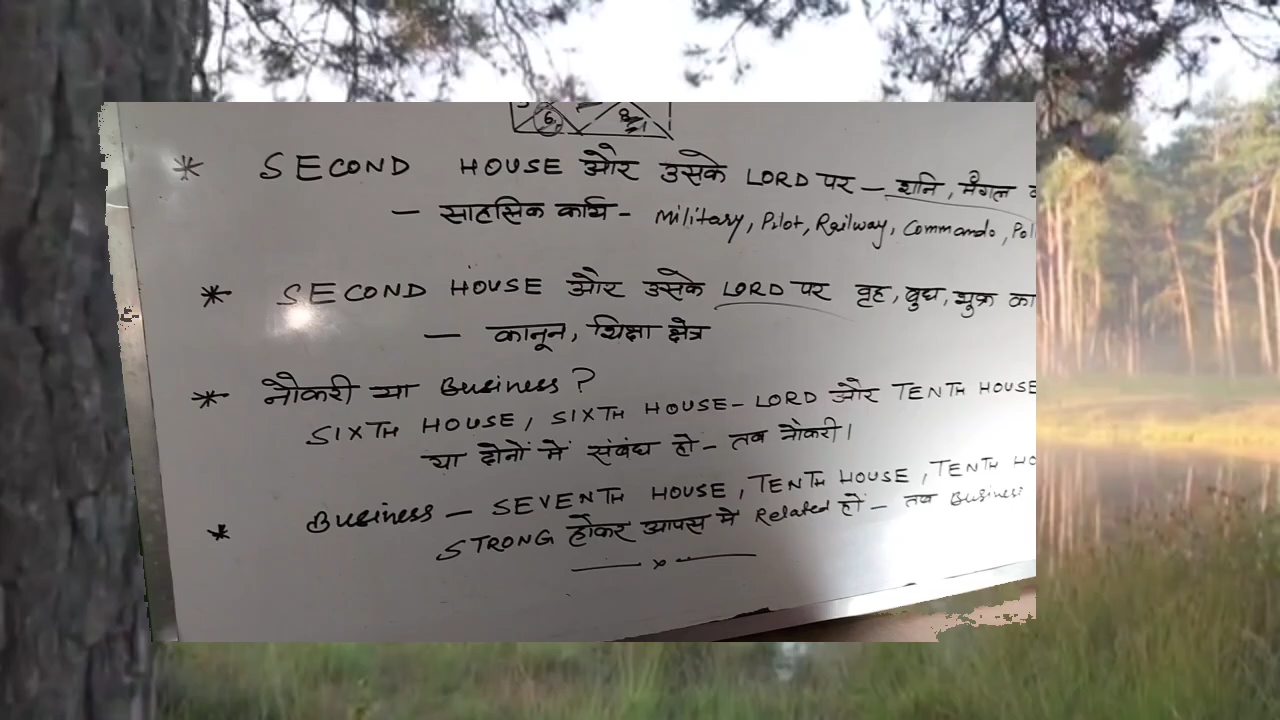 6 8
* SECOND HOUSE और उसके LORD पर – शनि, मंगल
– साहसिक कार्य - Military, Pilot, Railway, Commando,
* SECOND HOUSE और उसके LORD पर वृह, बुध, शुक्र का
– कानून, शिक्षा क्षेत्र
* नौकरी या Business?
SIXTH HOUSE, SIXTH HOUSE-LORD और TENTH HOUSE
या दोनों में संबंध हो - तब नौकरी।
* Business – SEVENTH HOUSE, TENTH HOUSE, TENTH
STRONG होकर आपस में Related हों – तब Business